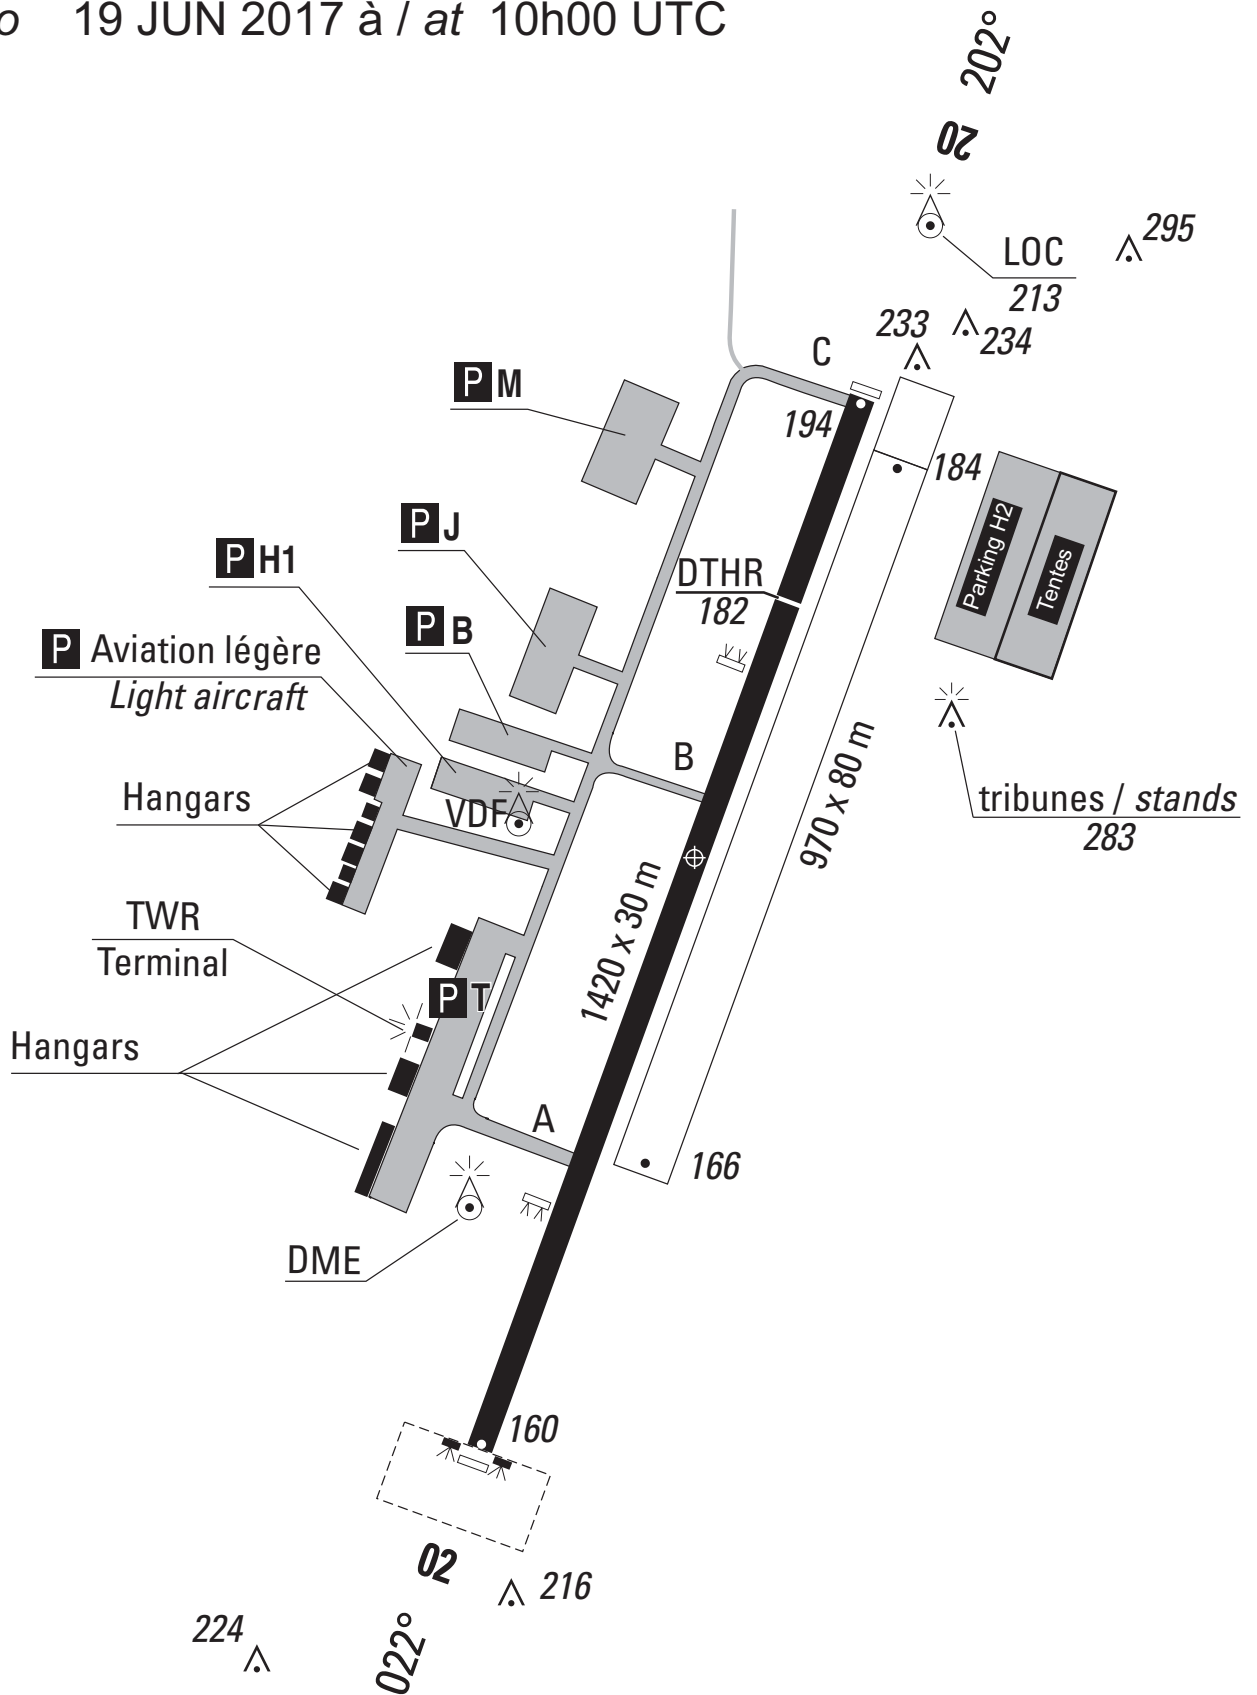 o 19 JUN 2017 à / at 10h00 UTC
202°
20
295
LOC
213
233
234
C
P M
194
184
P J
Parking H2
Tentes
P H1
DTHR
182
P B
P Aviation légère
Light aircraft
B
970 x 80 m
Hangars
VDF
tribunes / stands
283
1420 x 30 m
TWR
Terminal
P T
Hangars
A
166
DME
160
02
216
022°
224